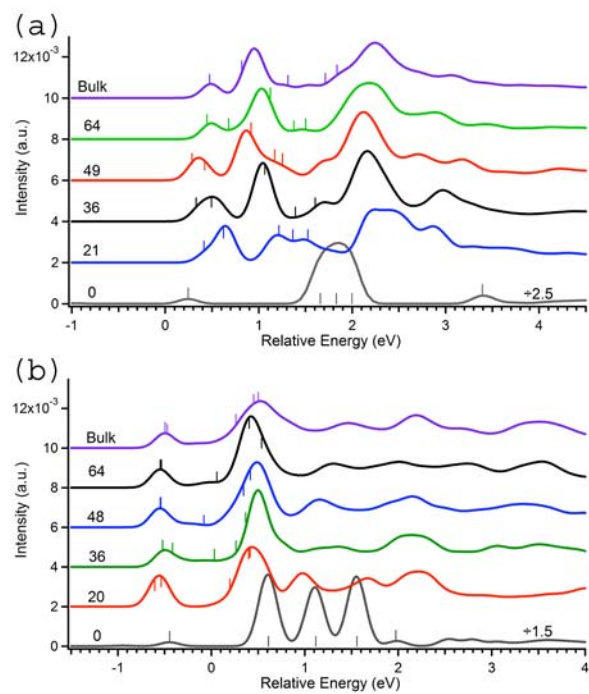 (a)
12x10⁻³
10
8
6
4
2
0
Intensity (a.u.)
Bulk
64
49
36
21
0
÷2.5
-1 0 1 2 3 4
Relative Energy (eV)
(b)
12x10⁻³
10
8
6
4
2
0
Intensity (a.u.)
Bulk
64
48
36
20
0
÷1.5
-1 0 1 2 3 4
Relative Energy (eV)